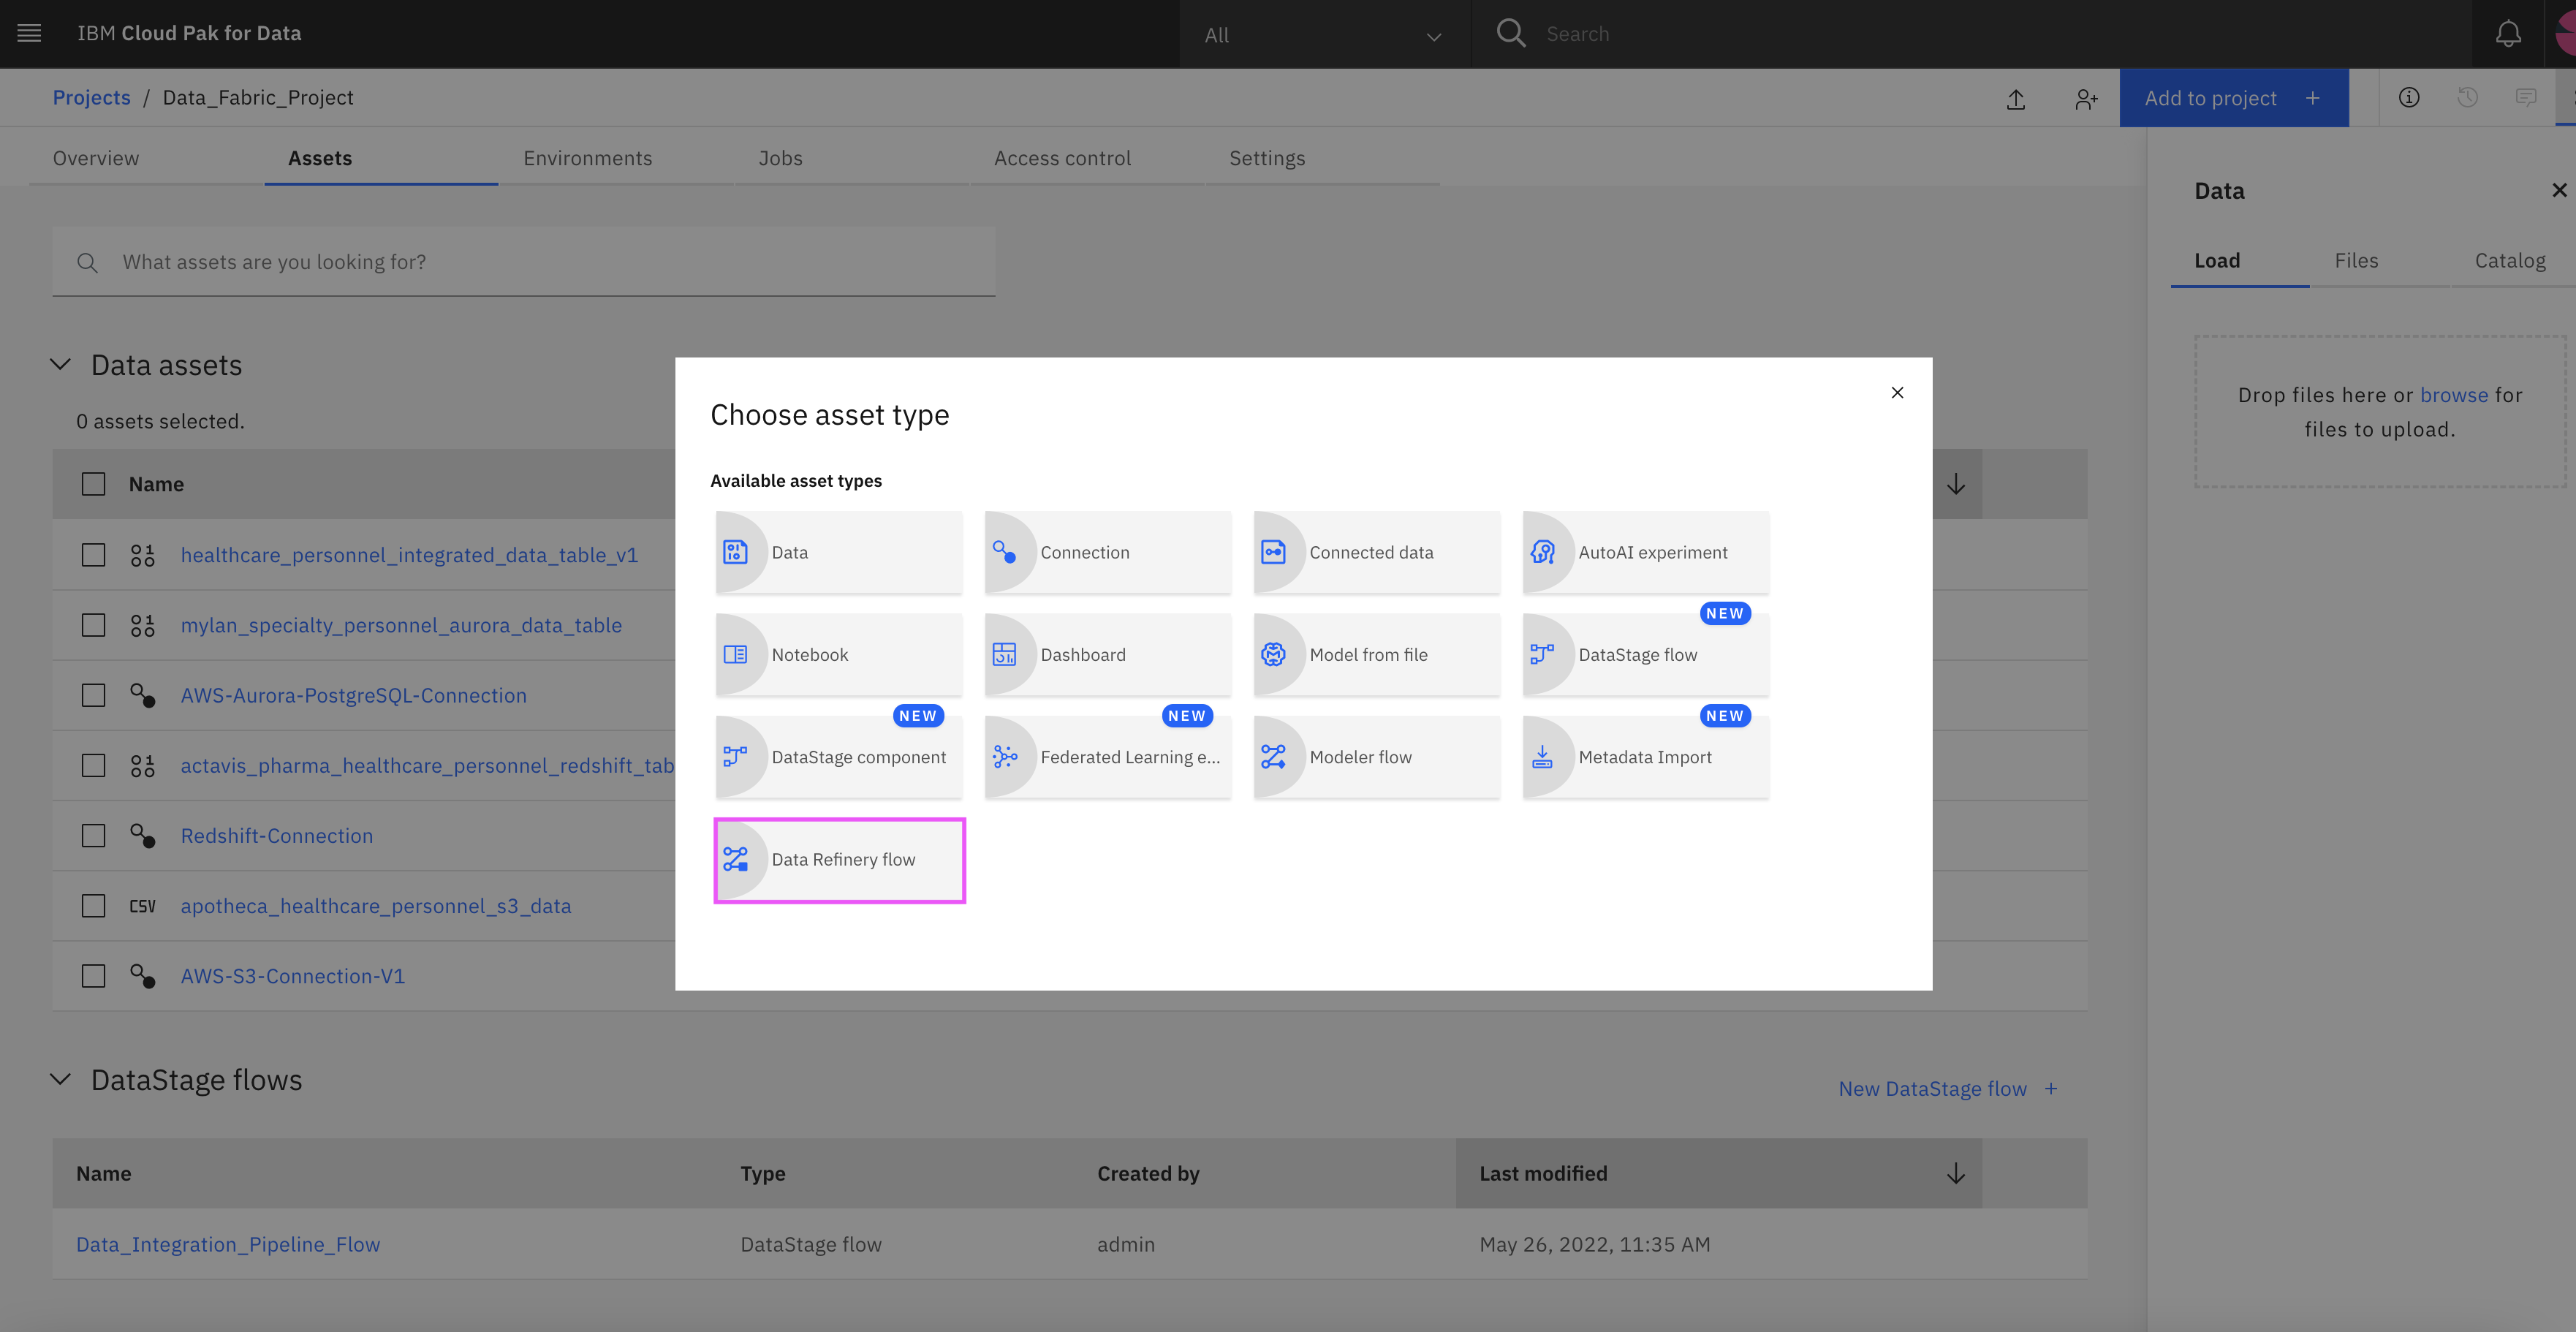 IBM Cloud Pak for Data
All
Search
Projects / Data_Fabric_Project
Add to project +
Overview
Assets
Environments
Jobs
Access control
Settings
Data
Load
Files
Catalog
Drop files here or browse for
files to upload.
What assets are you looking for?
Data assets
0 assets selected.
Name
healthcare_personnel_integrated_data_table_v1
mylan_specialty_personnel_aurora_data_table
AWS-Aurora-PostgreSQL-Connection
actavis_pharma_healthcare_personnel_redshift_tab
Redshift-Connection
CSV apotheca_healthcare_personnel_s3_data
AWS-S3-Connection-V1
Choose asset type
Available asset types
Data
Connection
Connected data
AutoAI experiment
Notebook
Dashboard
Model from file
NEW
DataStage flow
NEW
DataStage component
NEW
Federated Learning e...
Modeler flow
NEW
Metadata Import
Data Refinery flow
DataStage flows
New DataStage flow +
Name Type Created by Last modified
Data_Integration_Pipeline_Flow DataStage flow admin May 26, 2022, 11:35 AM